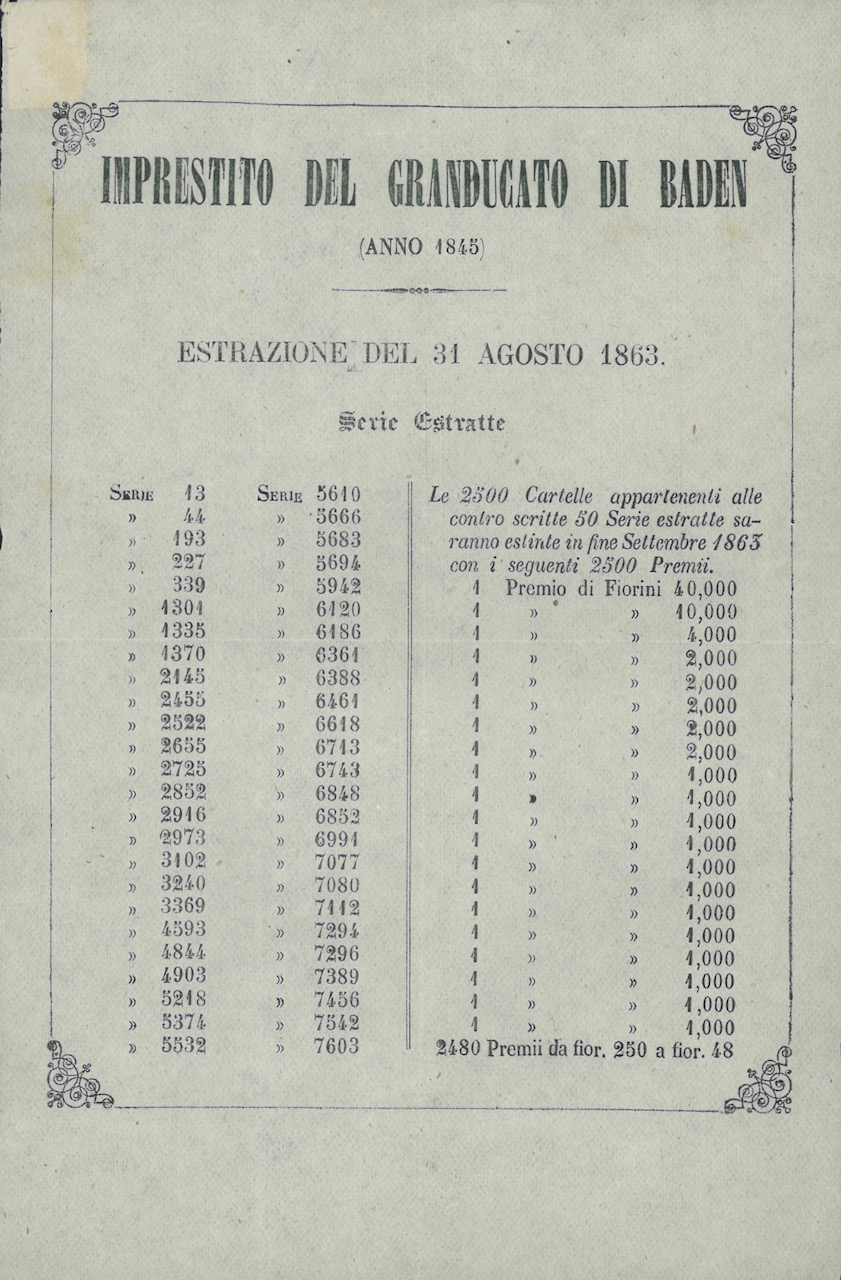 IMPRESTITO DEL GRANDUCATO DI BADEN
(ANNO 1845)
ESTRAZIONE DEL 31 AGOSTO 1863.
Serie Estratte
SERIE 13 SERIE 5610
» 44 » 5666
» 193 » 5683
» 227 » 5694
» 339 » 5942
» 1301 » 6120
» 1335 » 6186
» 1370 » 6361
» 2145 » 6388
» 2455 » 6461
» 2522 » 6618
» 2655 » 6713
» 2725 » 6743
» 2852 » 6848
» 2916 » 6852
» 2973 » 6991
» 3102 » 7077
» 3240 » 7080
» 3369 » 7112
» 4593 » 7294
» 4844 » 7296
» 4903 » 7389
» 5218 » 7456
» 5374 » 7542
» 5532 » 7603
Le 2500 Cartelle appartenenti alle
contro scritte 50 Serie estratte sa-
ranno estinte in fine Settembre 1863
con i seguenti 2500 Premii.
1 Premio di Fiorini 40,000
1 » » 10,000
1 » » 4,000
1 » » 2,000
1 » » 2,000
1 » » 2,000
1 » » 2,000
1 » » 2,000
1 » » 1,000
1 » » 1,000
1 » » 1,000
1 » » 1,000
1 » » 1,000
1 » » 1,000
1 » » 1,000
1 » » 1,000
1 » » 1,000
1 » » 1,000
1 » » 1,000
1 » » 1,000
2480 Premii da fior. 250 a fior. 48